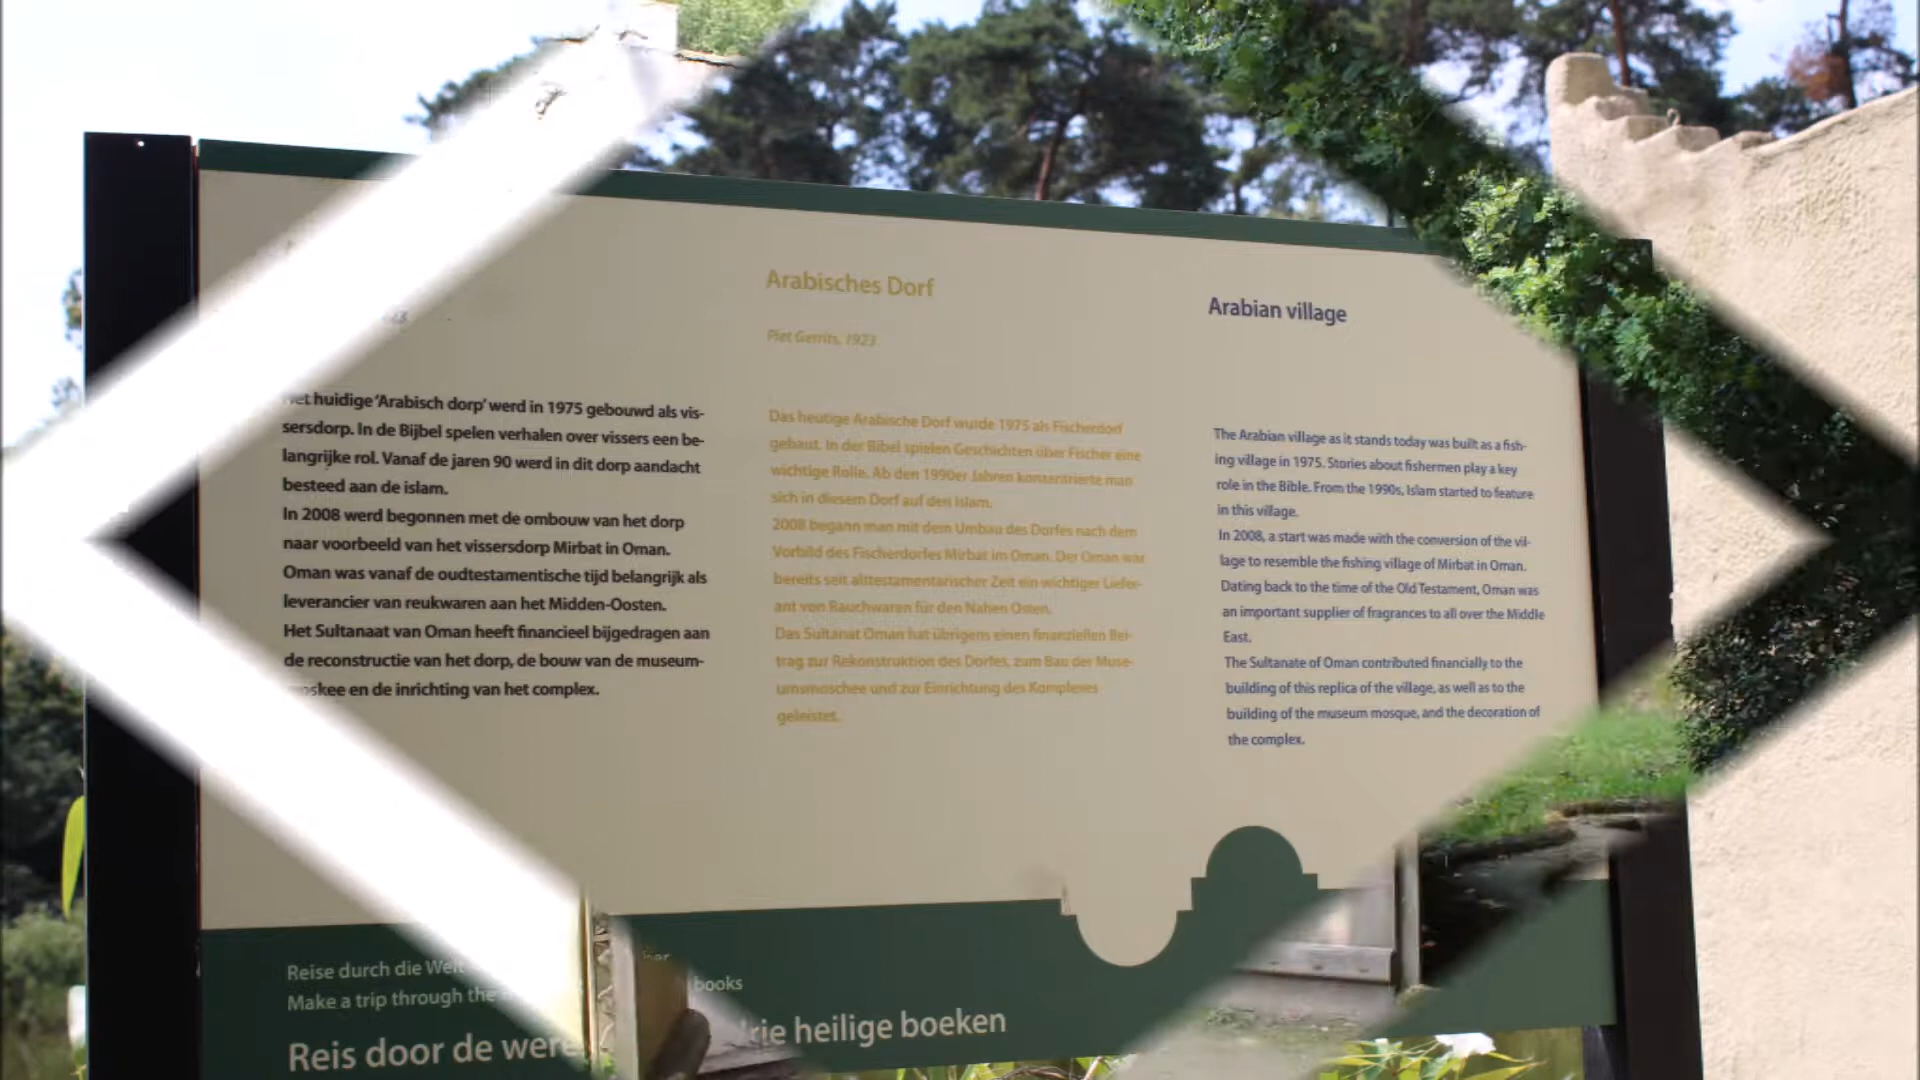 Het huidige 'Arabisch dorp' werd in 1975 gebouwd als vis-
sersdorp. In de Bijbel spelen verhalen over vissers een be-
langrijke rol. Vanaf de jaren 90 werd in dit dorp aandacht
besteed aan de islam.
In 2008 werd begonnen met de ombouw van het dorp
naar voorbeeld van het vissersdorp Mirbat in Oman.
Oman was vanaf de oudtestamentische tijd belangrijk als
leverancier van reukwaren aan het Midden-Oosten.
Het Sultanaat van Oman heeft financieel bijgedragen aan
de reconstructie van het dorp, de bouw van de museum-
en de inrichting van het complex.
Arabisches Dorf
Piet Gerrits, 1923
Das heutige Arabische Dorf wurde 1975 als Fischerdorf
gebaut. In der Bibel spielen Geschichten über Fischer eine
wichtige Rolle. Ab den 1990er Jahren konzentrierte man
sich in diesem Dorf auf den Islam.
2008 begann man mit dem Umbau des Dorfes nach dem
Vorbild des Fischerdorfes Mirbat im Oman. Der Oman war
bereits seit alttestamentarischer Zeit ein wichtiger Liefer-
ant von Rauchwaren für den Nahen Osten.
Das Sultanat Oman hat übrigens einen finanziellen Bei-
trag zur Rekonstruktion des Dorfes, zum Bau der Muse-
umsmoschee und zur Einrichtung des Komplexes
geleistet.
Arabian village
The Arabian village as it stands today was built as a fish-
ing village in 1975. Stories about fishermen play a key
role in the Bible. From the 1990s, Islam started to feature
in this village.
In 2008, a start was made with the conversion of the vil-
lage to resemble the fishing village of Mirbat in Oman.
Dating back to the time of the Old Testament, Oman was
an important supplier of fragrances to all over the Middle
East.
The Sultanate of Oman contributed financially to the
building of this replica of the village, as well as to the
building of the museum mosque, and the decoration of
the complex.
Reise durch die Welt
Make a trip through the books
Reis door de heilige boeken